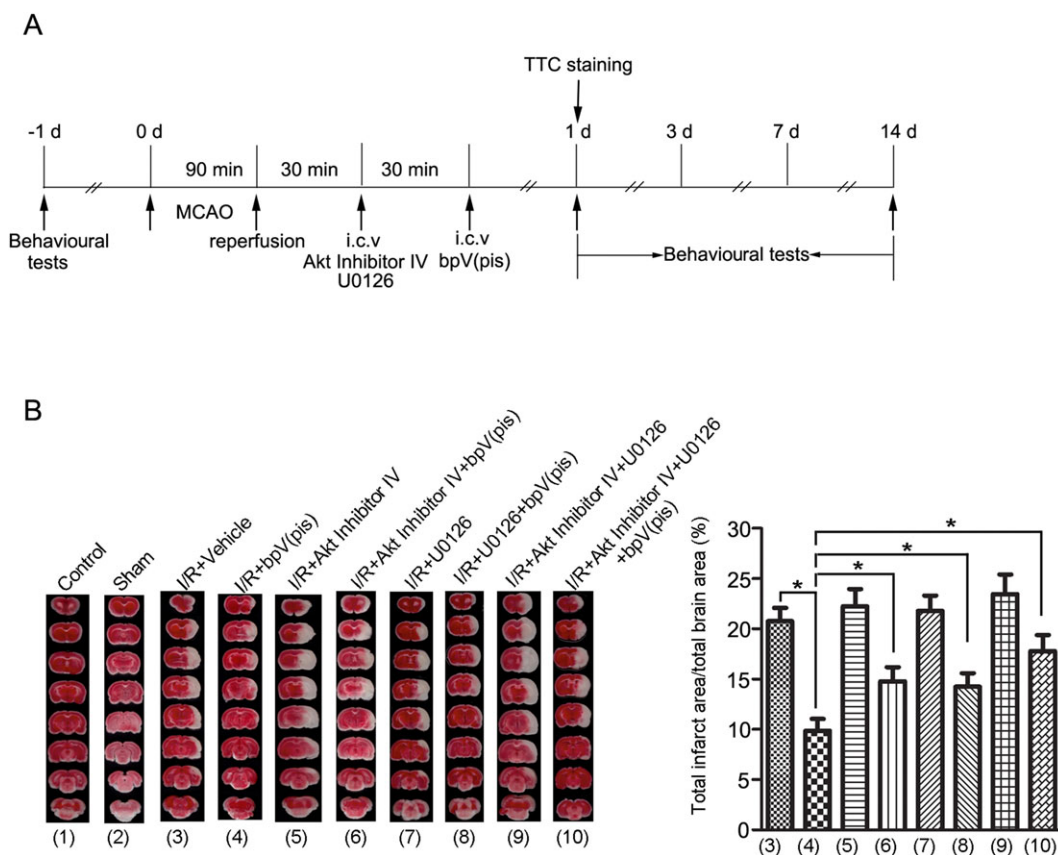 A
TTC staining
-1 d
0 d
1 d
3 d
7 d
14 d
90 min
30 min
30 min
MCAO
Behavioural
tests
reperfusion
i.c.v
Akt Inhibitor IV
U0126
i.c.v
bpV(pis)
Behavioural tests
B
Control
Sham
I/R+Vehicle
I/R+bpV(pis)
I/R+Akt Inhibitor IV
I/R+Akt Inhibitor IV+bpV(pis)
I/R+U0126
I/R+U0126+bpV(pis)
I/R+Akt Inhibitor IV+U0126
I/R+Akt Inhibitor IV+U0126
+bpV(pis)
(1)
(2)
(3)
(4)
(5)
(6)
(7)
(8)
(9)
(10)
Total infarct area/total brain area (%)
30
25
20
15
10
5
0
*
*
*
*
(3)
(4)
(5)
(6)
(7)
(8)
(9)
(10)